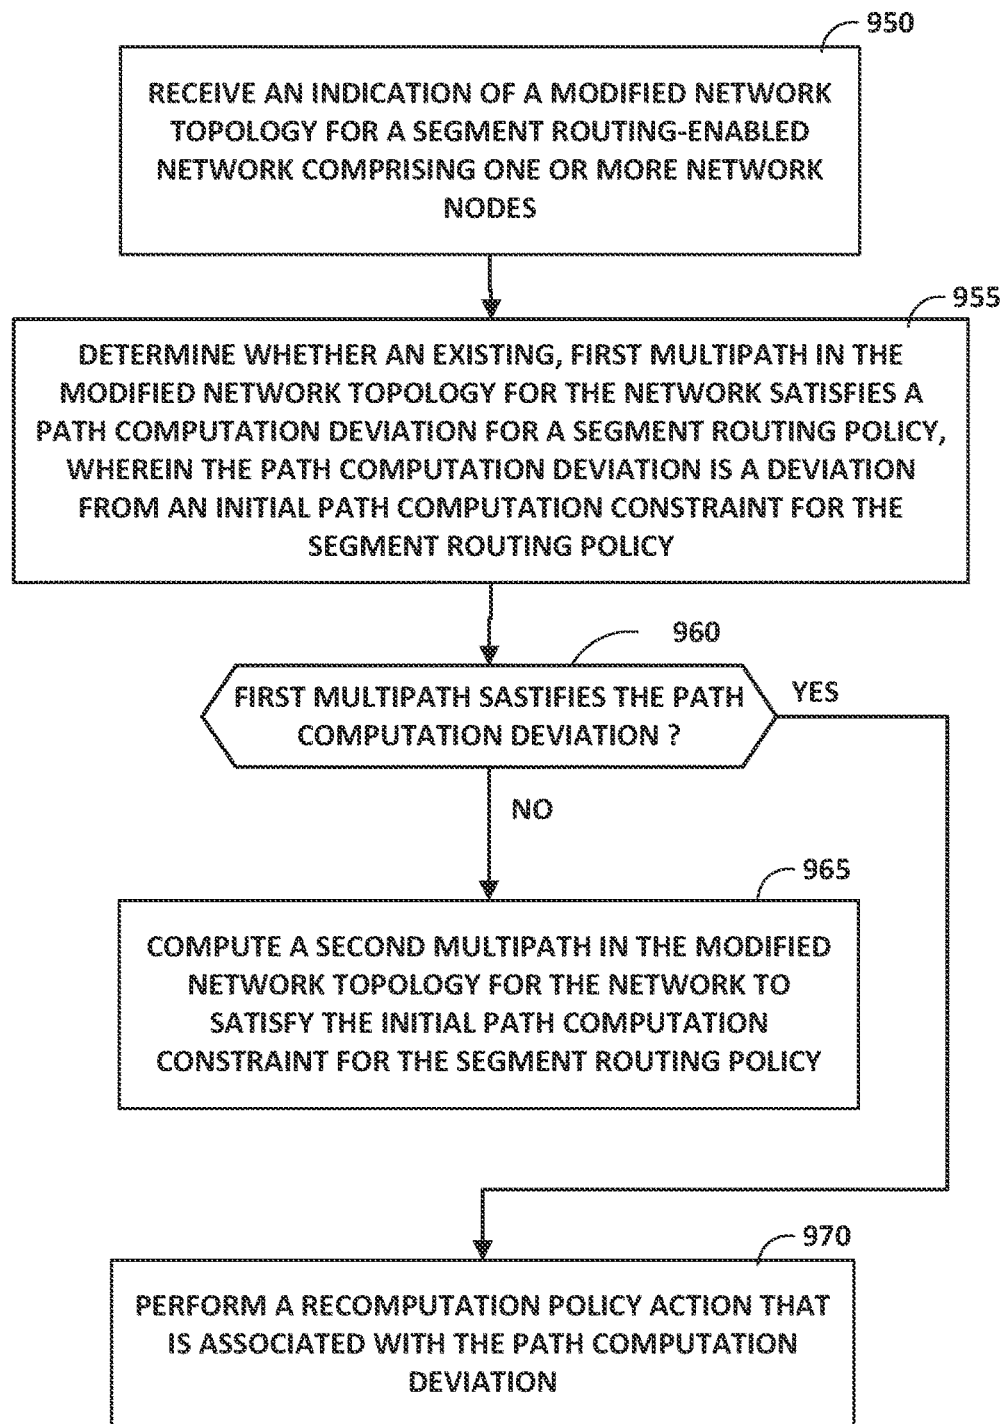 950
RECEIVE AN INDICATION OF A MODIFIED NETWORK
TOPOLOGY FOR A SEGMENT ROUTING-ENABLED
NETWORK COMPRISING ONE OR MORE NETWORK
NODES
955
DETERMINE WHETHER AN EXISTING, FIRST MULTIPATH IN THE
MODIFIED NETWORK TOPOLOGY FOR THE NETWORK SATISFIES A
PATH COMPUTATION DEVIATION FOR A SEGMENT ROUTING POLICY,
WHEREIN THE PATH COMPUTATION DEVIATION IS A DEVIATION
FROM AN INITIAL PATH COMPUTATION CONSTRAINT FOR THE
SEGMENT ROUTING POLICY
960
FIRST MULTIPATH SASTIFIES THE PATH
COMPUTATION DEVIATION ?
YES
NO
965
COMPUTE A SECOND MULTIPATH IN THE MODIFIED
NETWORK TOPOLOGY FOR THE NETWORK TO
SATISFY THE INITIAL PATH COMPUTATION
CONSTRAINT FOR THE SEGMENT ROUTING POLICY
970
PERFORM A RECOMPUTATION POLICY ACTION THAT
IS ASSOCIATED WITH THE PATH COMPUTATION
DEVIATION